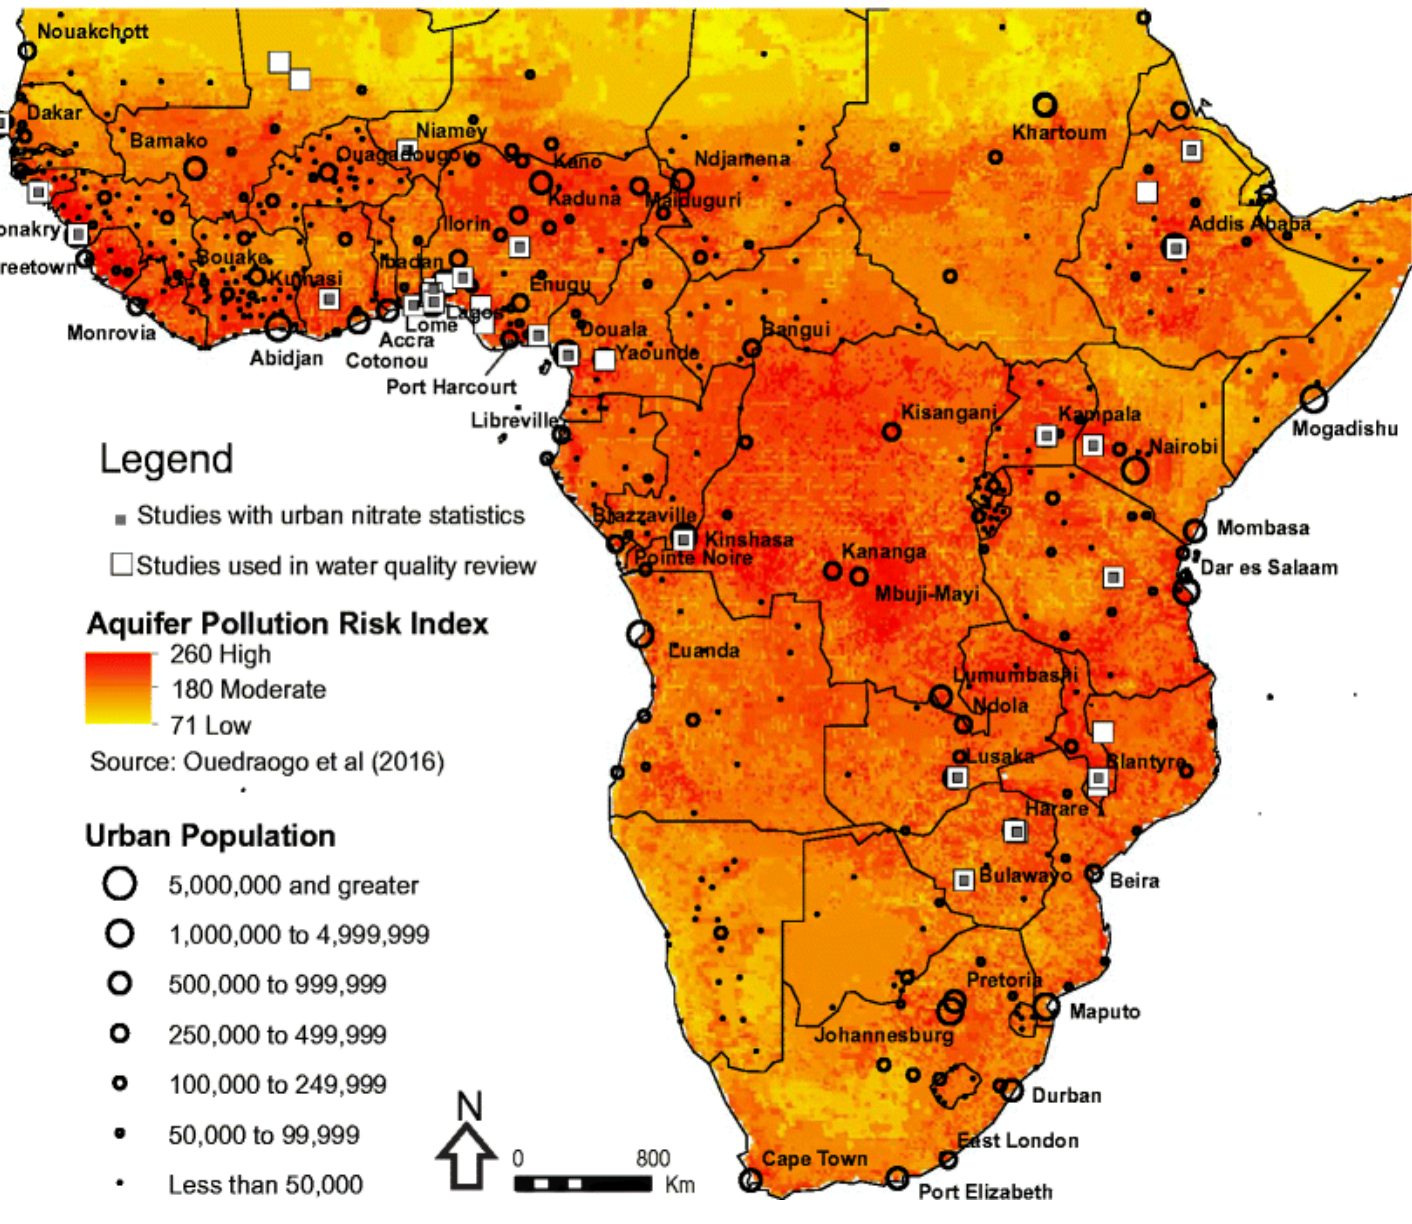 Nouakchott
Dakar
Bamako
Niamey
Ouagadougou
Kano
Ndjamena
Khartoum
Kaduna
Maiduguri
Ilorin
Addis Ababa
onakry
reetown
Bouake
Kumasi
Ibadan
Enugu
Monrovia
Lagos
Lome
Abidjan
Accra
Cotonou
Port Harcourt
Douala
Yaounde
Bangui
Libreville
Kisangani
Kampala
Nairobi
Mogadishu
Legend
Studies with urban nitrate statistics
Studies used in water quality review
Brazzaville
Kinshasa
Pointe Noire
Kananga
Mbuji-Mayi
Mombasa
Dar es Salaam
Aquifer Pollution Risk Index
260 High
180 Moderate
71 Low
Source: Ouedraogo et al (2016)
Luanda
Lumumbashi
Ndola
Lusaka
Blantyre
Harare
Bulawayo
Beira
Urban Population
5,000,000 and greater
1,000,000 to 4,999,999
500,000 to 999,999
250,000 to 499,999
100,000 to 249,999
50,000 to 99,999
Less than 50,000
Pretoria
Johannesburg
Maputo
Durban
East London
Cape Town
Port Elizabeth
N
0 800
Km